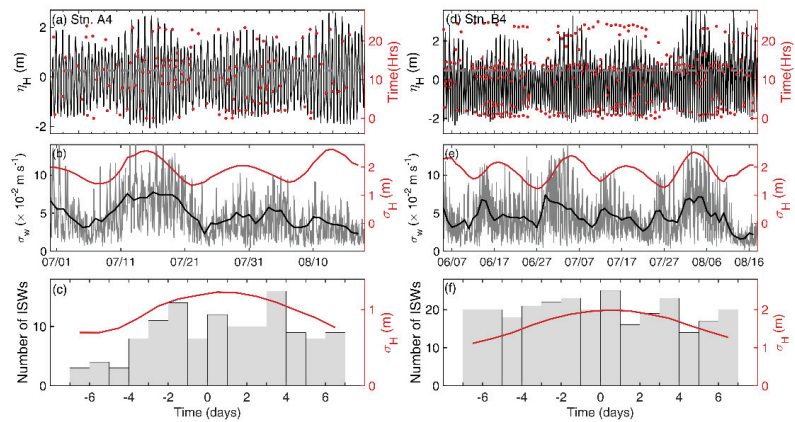 (a) Stn. A4
η_H (m)
2
0
-2
20
10
0
Time(Hrs)
(d) Stn. B4
η_H (m)
2
0
-2
20
10
0
Time(Hrs)
(b)
σ_w (× 10⁻² m s⁻¹)
10
5
0
2
1
0
σ_H (m)
07/01 07/11 07/21 07/31 08/10
(e)
σ_w (× 10⁻² m s⁻¹)
10
5
0
2
1
0
σ_H (m)
06/07 06/17 06/27 07/07 07/17 07/27 08/06 08/16
(c)
Number of ISWs
10
0
1
0
σ_H (m)
-6 -4 -2 0 2 4 6
Time (days)
(f)
Number of ISWs
20
10
0
3
2
1
0
σ_H (m)
-6 -4 -2 0 2 4 6
Time (days)